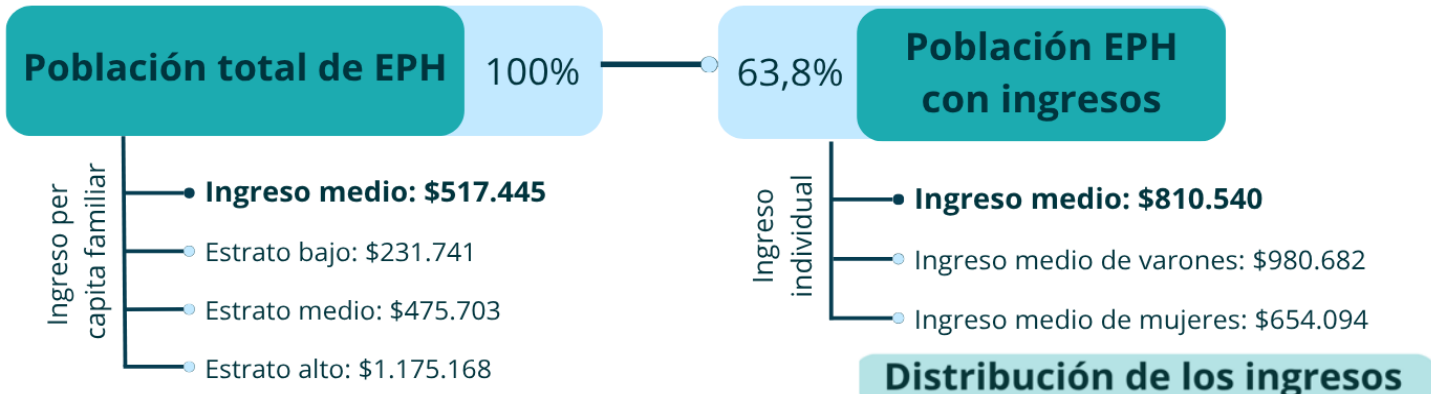 Población total de EPH
100%
Ingreso per
capita familiar
Ingreso medio: $517.445
Estrato bajo: $231.741
Estrato medio: $475.703
Estrato alto: $1.175.168
63,8%
Población EPH
con ingresos
Ingreso
individual
Ingreso medio: $810.540
Ingreso medio de varones: $980.682
Ingreso medio de mujeres: $654.094
Distribución de los ingresos